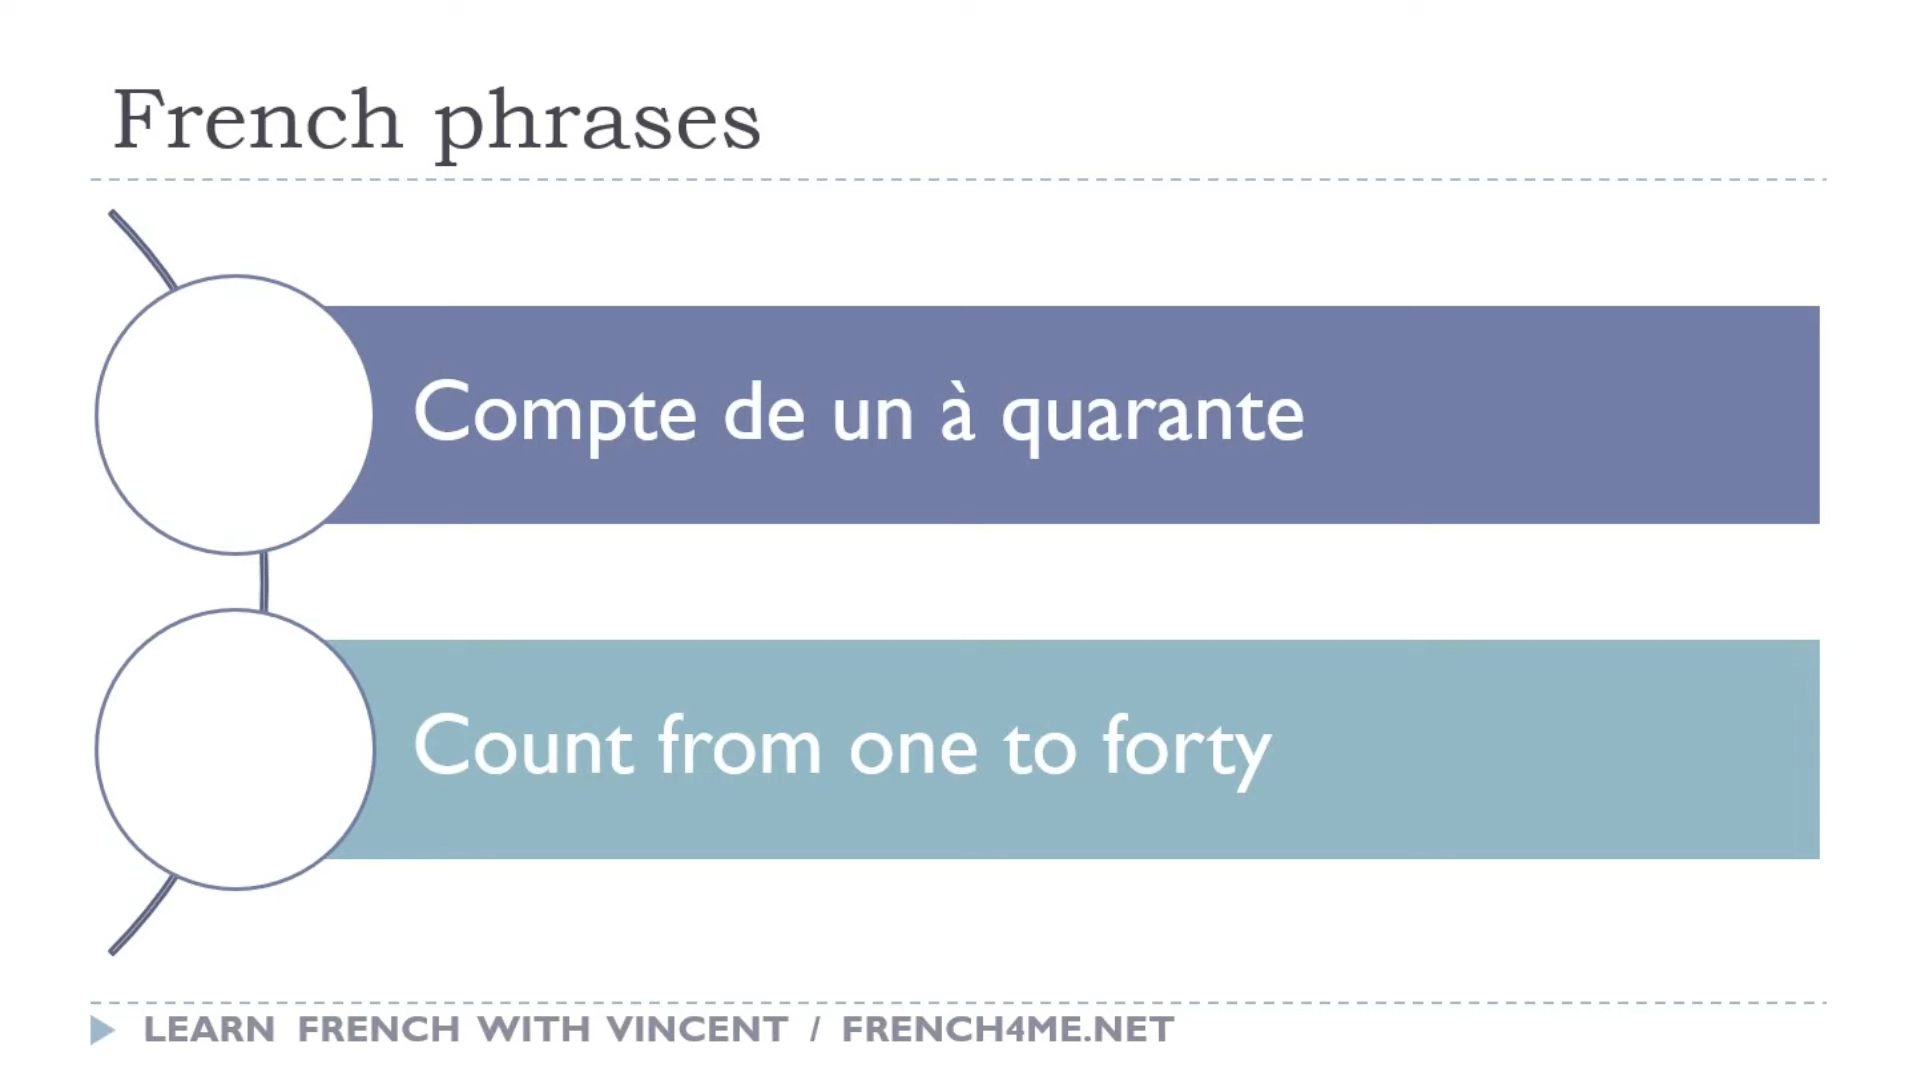 French phrases
Compte de un à quarante
Count from one to forty
LEARN FRENCH WITH VINCENT / FRENCH4ME.NET